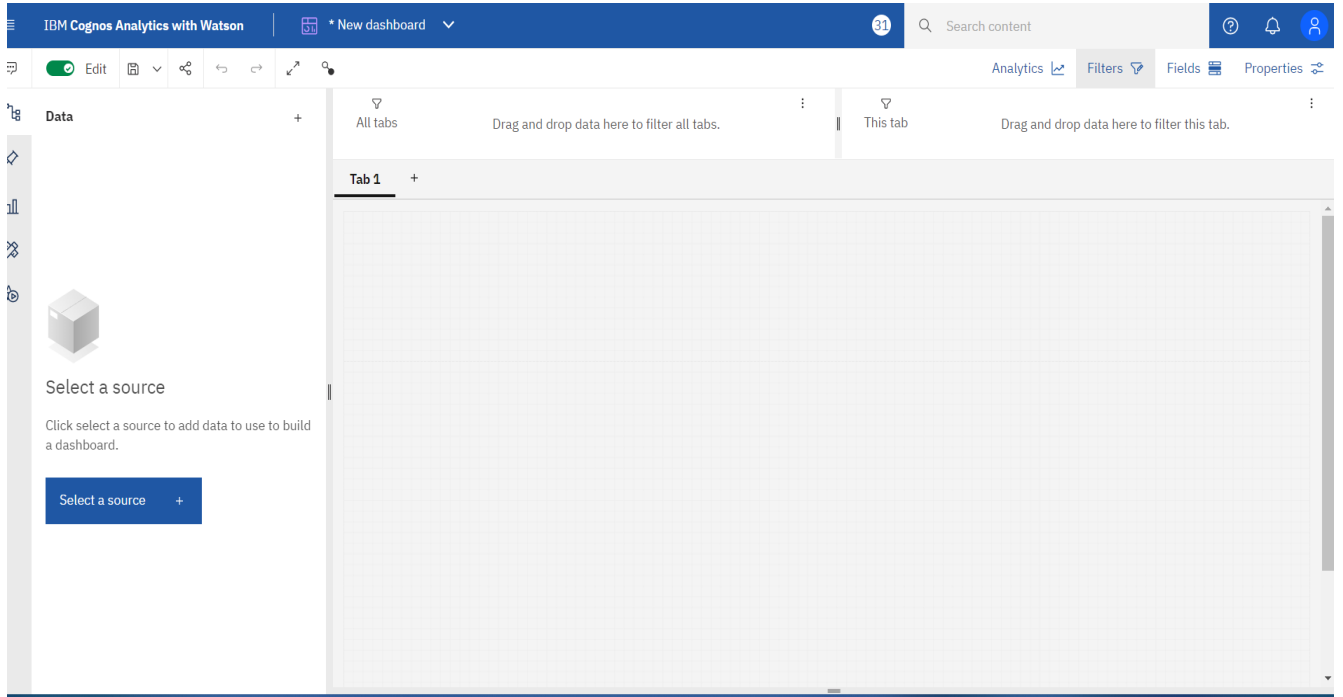 IBM Cognos Analytics with Watson
* New dashboard
31
Search content
Edit
Analytics
Filters
Fields
Properties
Data
All tabs
Drag and drop data here to filter all tabs.
This tab
Drag and drop data here to filter this tab.
Tab 1
Select a source
Click select a source to add data to use to build
a dashboard.
Select a source +